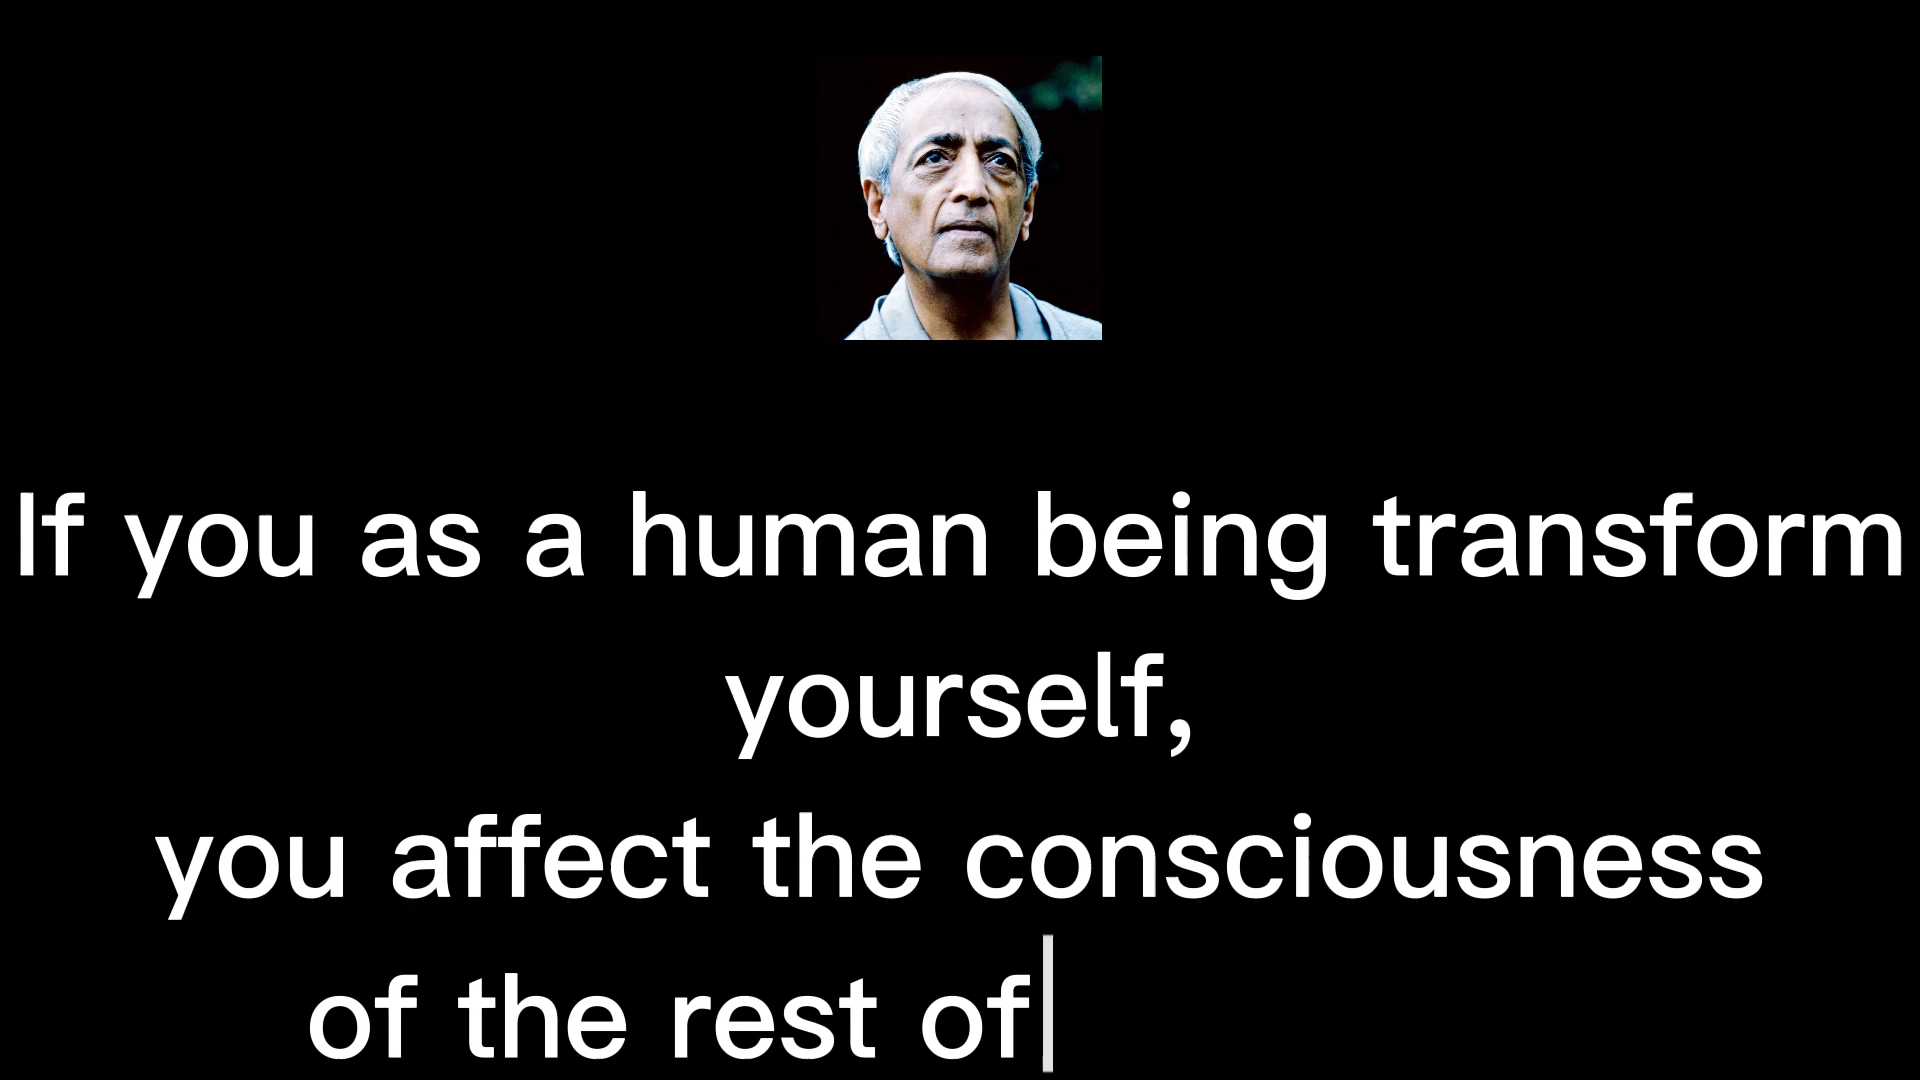 If you as a human being transform
yourself,
you affect the consciousness
of the rest of